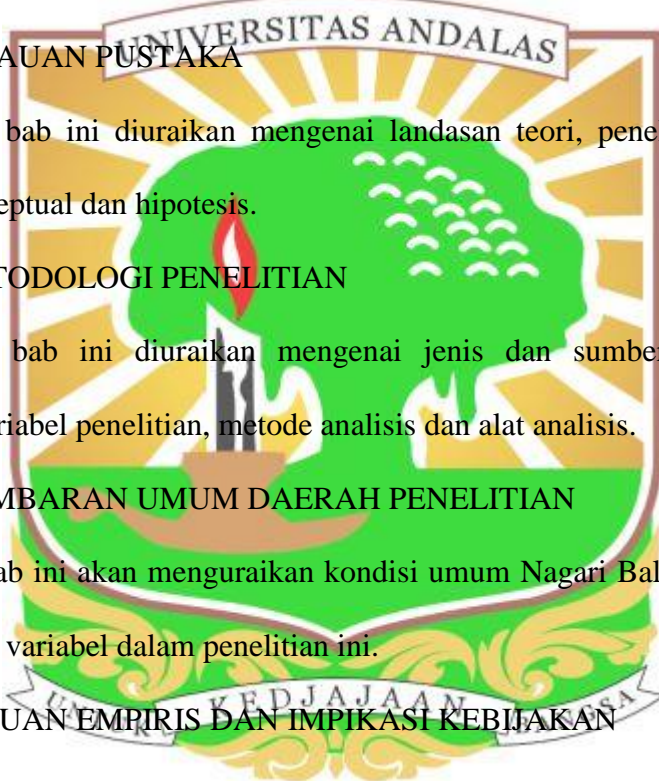 UNIVERSITAS ANDALAS
AUAN PUSTAKA
bab ini diuraikan mengenai landasan teori, pene
eptual dan hipotesis.
TODOLOGI PENELITIAN
bab ini diuraikan mengenai jenis dan sumber
riabel penelitian, metode analisis dan alat analisis.
MBARAN UMUM DAERAH PENELITIAN
ab ini akan menguraikan kondisi umum Nagari Bal
variabel dalam penelitian ini.
UNTUK KEDJAJAAN BANGSA
UAN EMPIRIS DAN IMPIKASI KEBIJAKAN